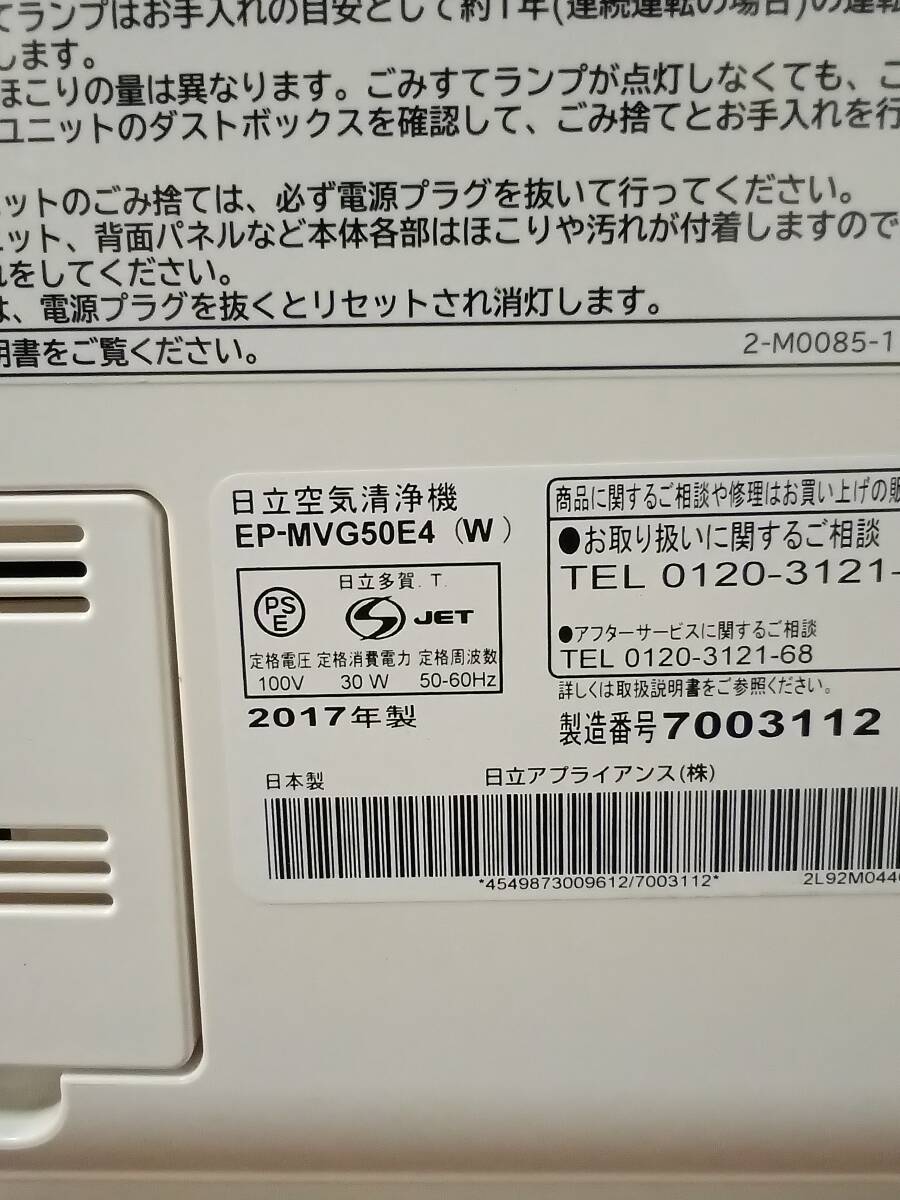 てランプはお手入れの目安として約1年(連続運転の場合)の運転
します。
ほこりの量は異なります。ごみすてランプが点灯しなくても、こ
ユニットのダストボックスを確認して、ごみ捨てとお手入れを行
ニットのごみ捨ては、必ず電源プラグを抜いて行ってください。
ニット、背面パネルなど本体各部はほこりや汚れが付着しますので
れをしてください。
は、電源プラグを抜くとリセットされ消灯します。
明書をご覧ください。
2-M0085-1
日立空気清浄機
EP-MVG50E4 (W)
日立多賀.T.
PS
E
JET
定格電圧 定格消費電力 定格周波数
100V 30 W 50-60Hz
2017年製
商品に関するご相談や修理はお買い上げの販
●お取り扱いに関するご相談
TEL 0120-3121-
●アフターサービスに関するご相談
TEL 0120-3121-68
詳しくは取扱説明書をご参照ください。
製造番号 7003112
日本製 日立アプライアンス(株)
*4549873009612/7003112*
2L92M044